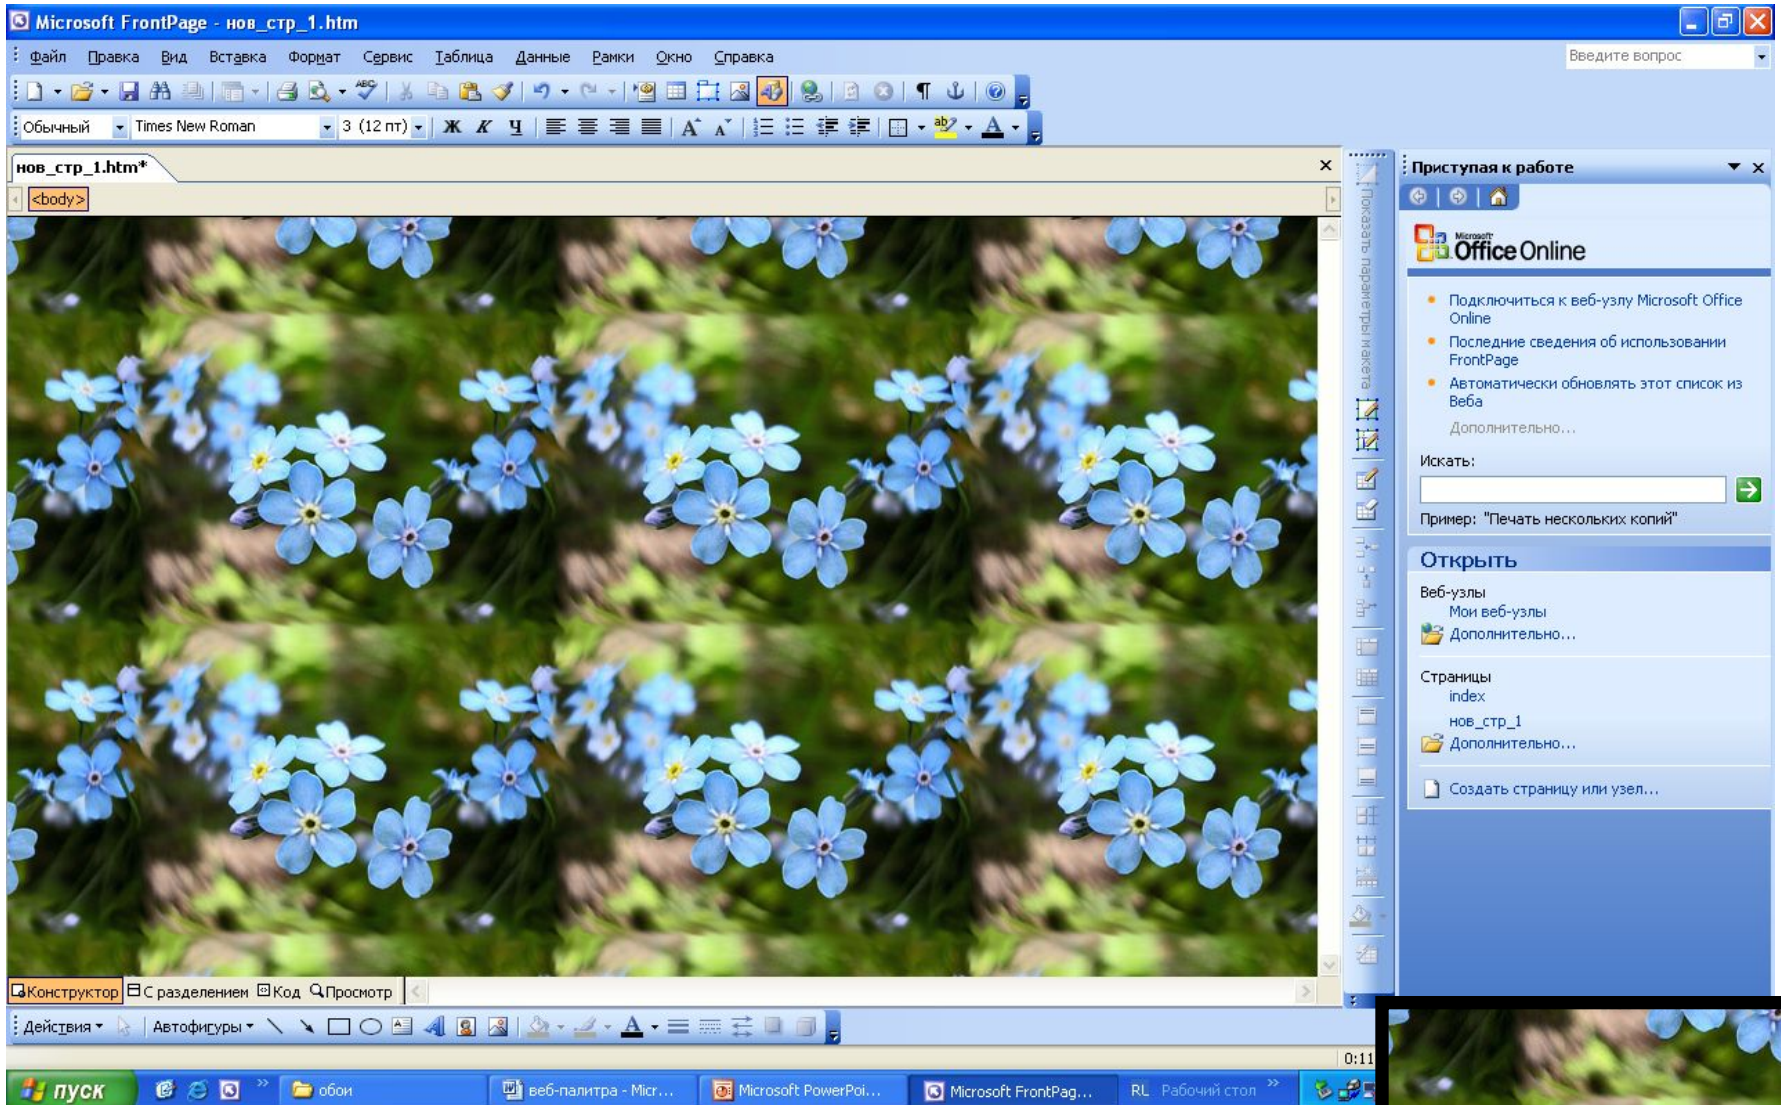 Microsoft FrontPage - нов_стр_1.htm
Файл Правка Вид Вставка Формат Сервис Таблица Данные Рамки Окно Справка
Введите вопрос
Обычный Times New Roman 3 (12 пт) Ж К Ч
нов_стр_1.htm*
<body>
Показать параметры макета
Приступая к работе
Microsoft
Office Online
Подключиться к веб-узлу Microsoft Office
Online
Последние сведения об использовании
FrontPage
Автоматически обновлять этот список из
Веба
Дополнительно...
Искать:
Пример: "Печать нескольких копий"
Открыть
Веб-узлы
Мои веб-узлы
Дополнительно...
Страницы
index
нов_стр_1
Дополнительно...
Создать страницу или узел...
Конструктор С разделением Код Просмотр
Действия Автофигуры
0:11
пуск обои веб-палитра - Micr... Microsoft PowerPoi... Microsoft FrontPag... RL Рабочий стол